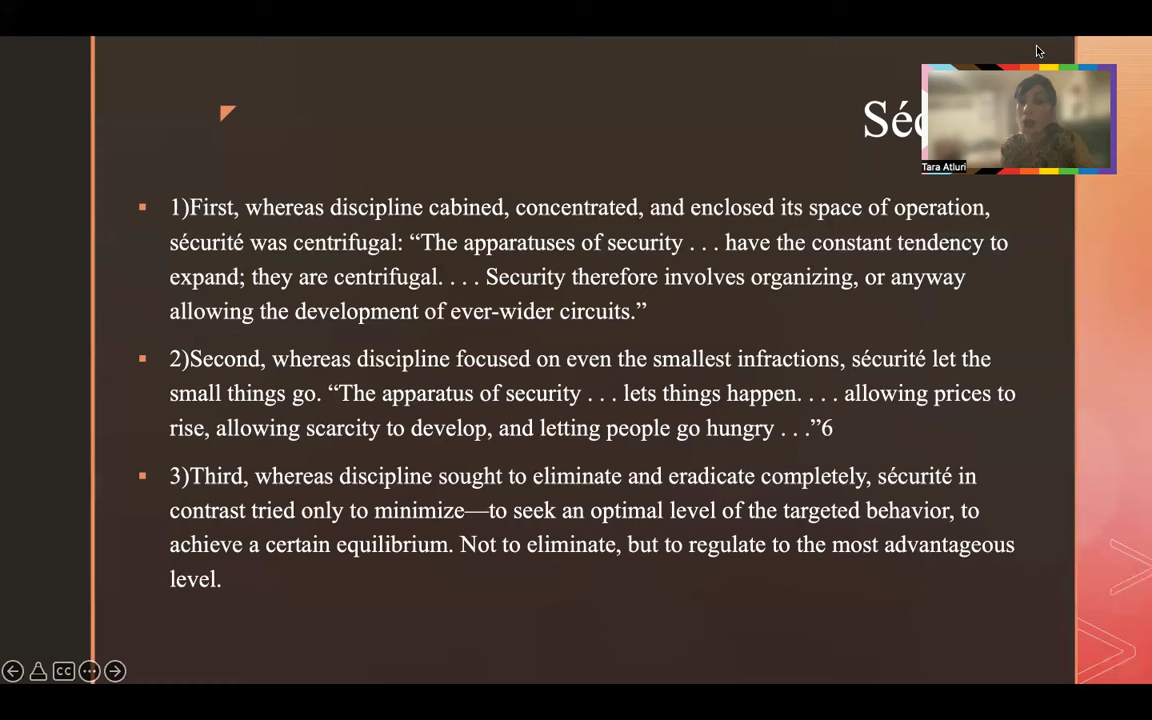 Séc
Tara Atluri
1)First, whereas discipline cabined, concentrated, and enclosed its space of operation,
sécurité was centrifugal: “The apparatuses of security . . . have the constant tendency to
expand; they are centrifugal. . . . Security therefore involves organizing, or anyway
allowing the development of ever-wider circuits.”
2)Second, whereas discipline focused on even the smallest infractions, sécurité let the
small things go. “The apparatus of security . . . lets things happen. . . . allowing prices to
rise, allowing scarcity to develop, and letting people go hungry . . .”6
3)Third, whereas discipline sought to eliminate and eradicate completely, sécurité in
contrast tried only to minimize—to seek an optimal level of the targeted behavior, to
achieve a certain equilibrium. Not to eliminate, but to regulate to the most advantageous
level.
CC